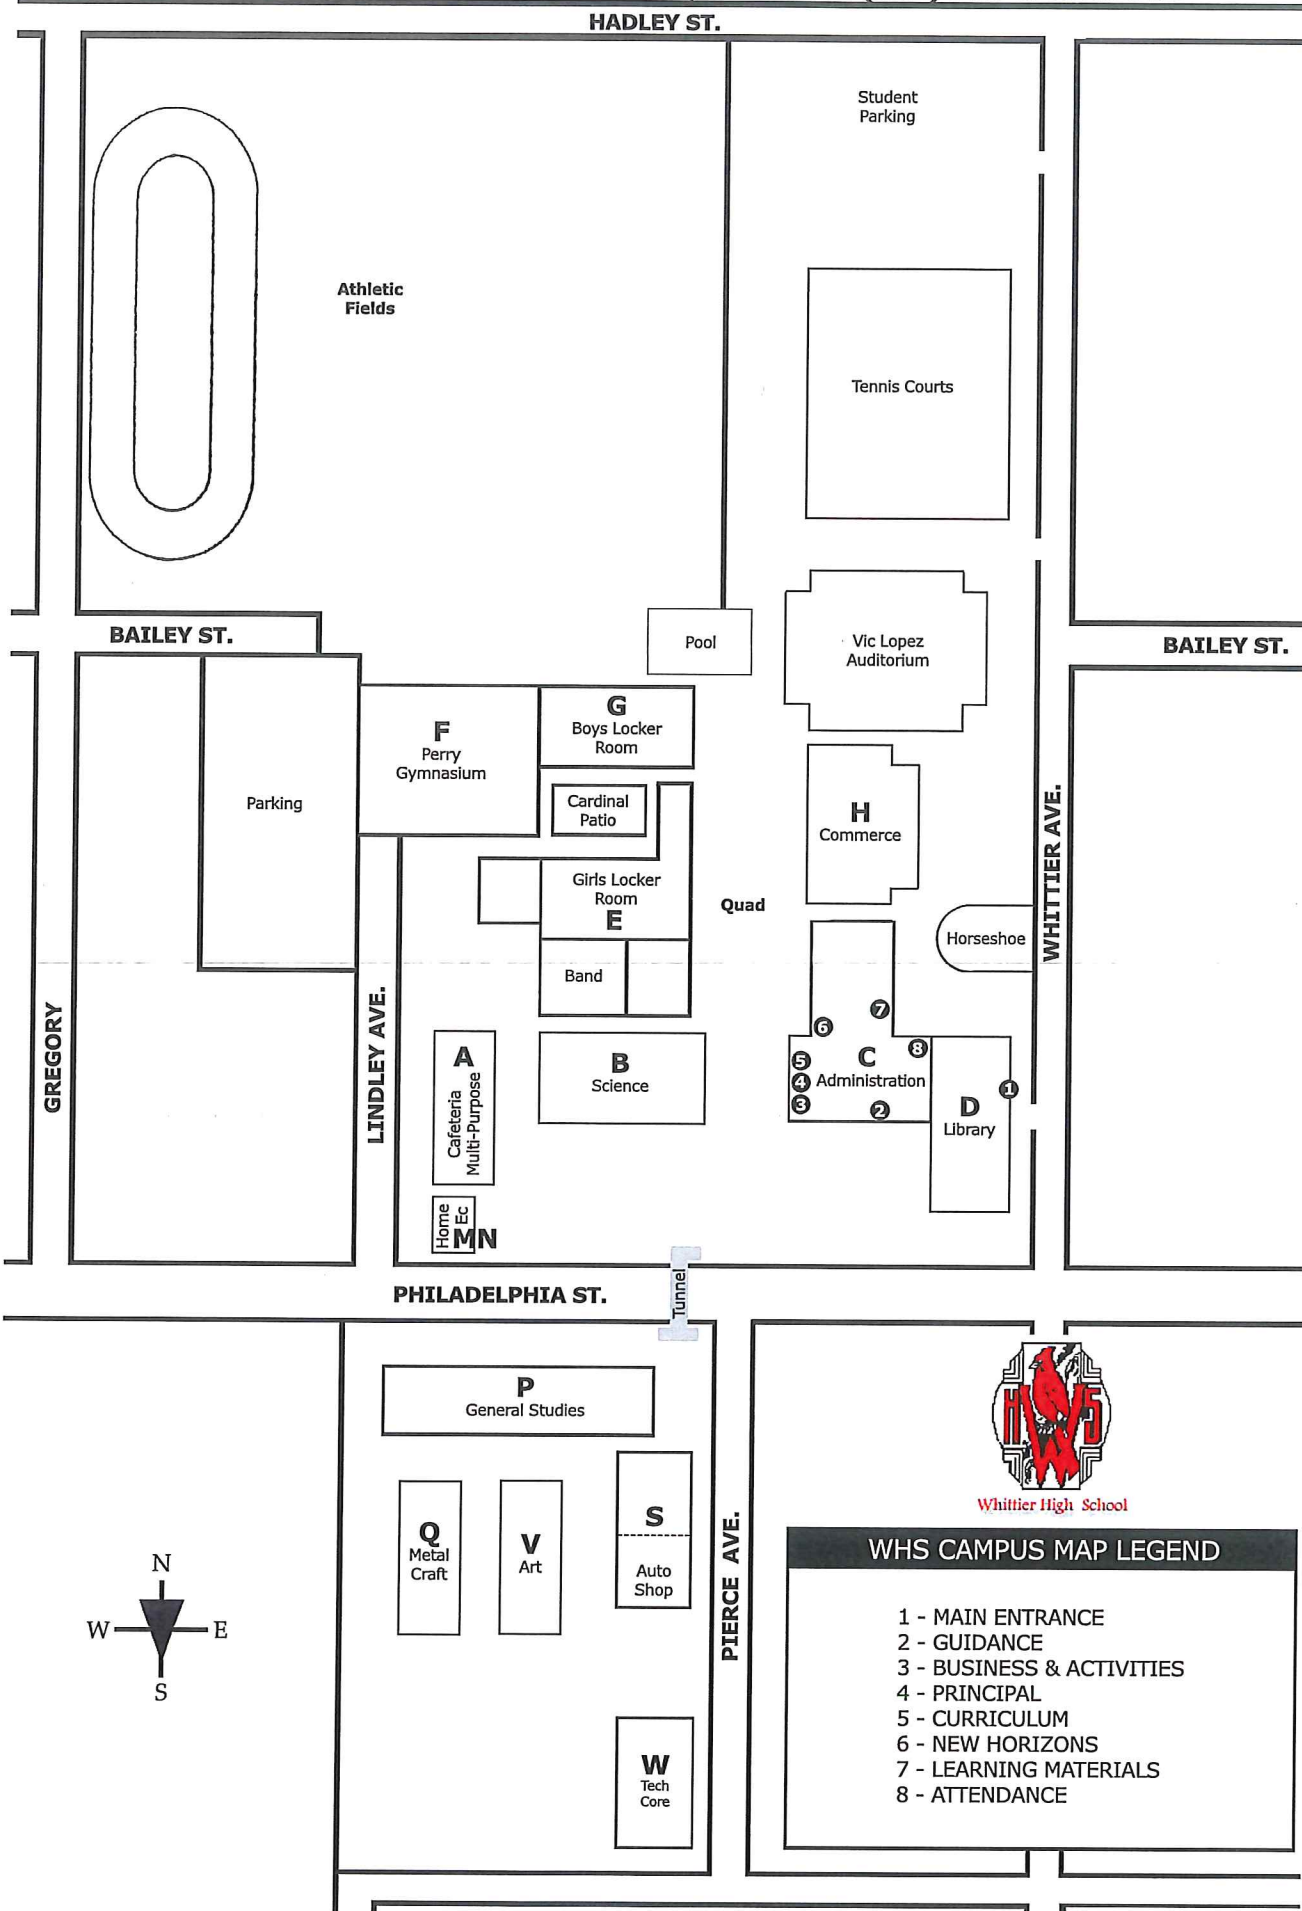 HADLEY ST.
Student
Parking
Athletic
Fields
Tennis Courts
BAILEY ST.
Pool
Vic Lopez
Auditorium
BAILEY ST.
G
Boys Locker
Room
F
Perry
Gymnasium
Parking
Cardinal
Patio
H
Commerce
WHITTIER AVE.
Girls Locker
Room
E
Quad
Horseshoe
Band
GREGORY
LINDLEY AVE.
7
6
A
Cafeteria
Multi-Purpose
B
Science
5
4
3
C
Administration
8
2
1
D
Library
Home
Ec
MN
PHILADELPHIA ST.
Tunnel
P
General Studies
HWS
Whittier High School
Q
Metal
Craft
V
Art
S
Auto
Shop
PIERCE AVE.
N
W
E
S
W
Tech
Core
WHS CAMPUS MAP LEGEND
1 - MAIN ENTRANCE
2 - GUIDANCE
3 - BUSINESS & ACTIVITIES
4 - PRINCIPAL
5 - CURRICULUM
6 - NEW HORIZONS
7 - LEARNING MATERIALS
8 - ATTENDANCE